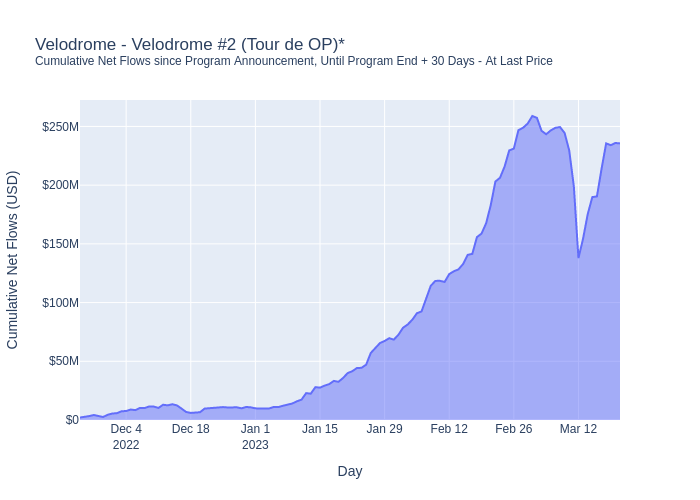 Velodrome - Velodrome #2 (Tour de OP)*
Cumulative Net Flows since Program Announcement, Until Program End + 30 Days - At Last Price
Cumulative Net Flows (USD)
$250M
$200M
$150M
$100M
$50M
$0
Dec 4 Dec 18 Jan 1 Jan 15 Jan 29 Feb 12 Feb 26 Mar 12
2022 2023
Day